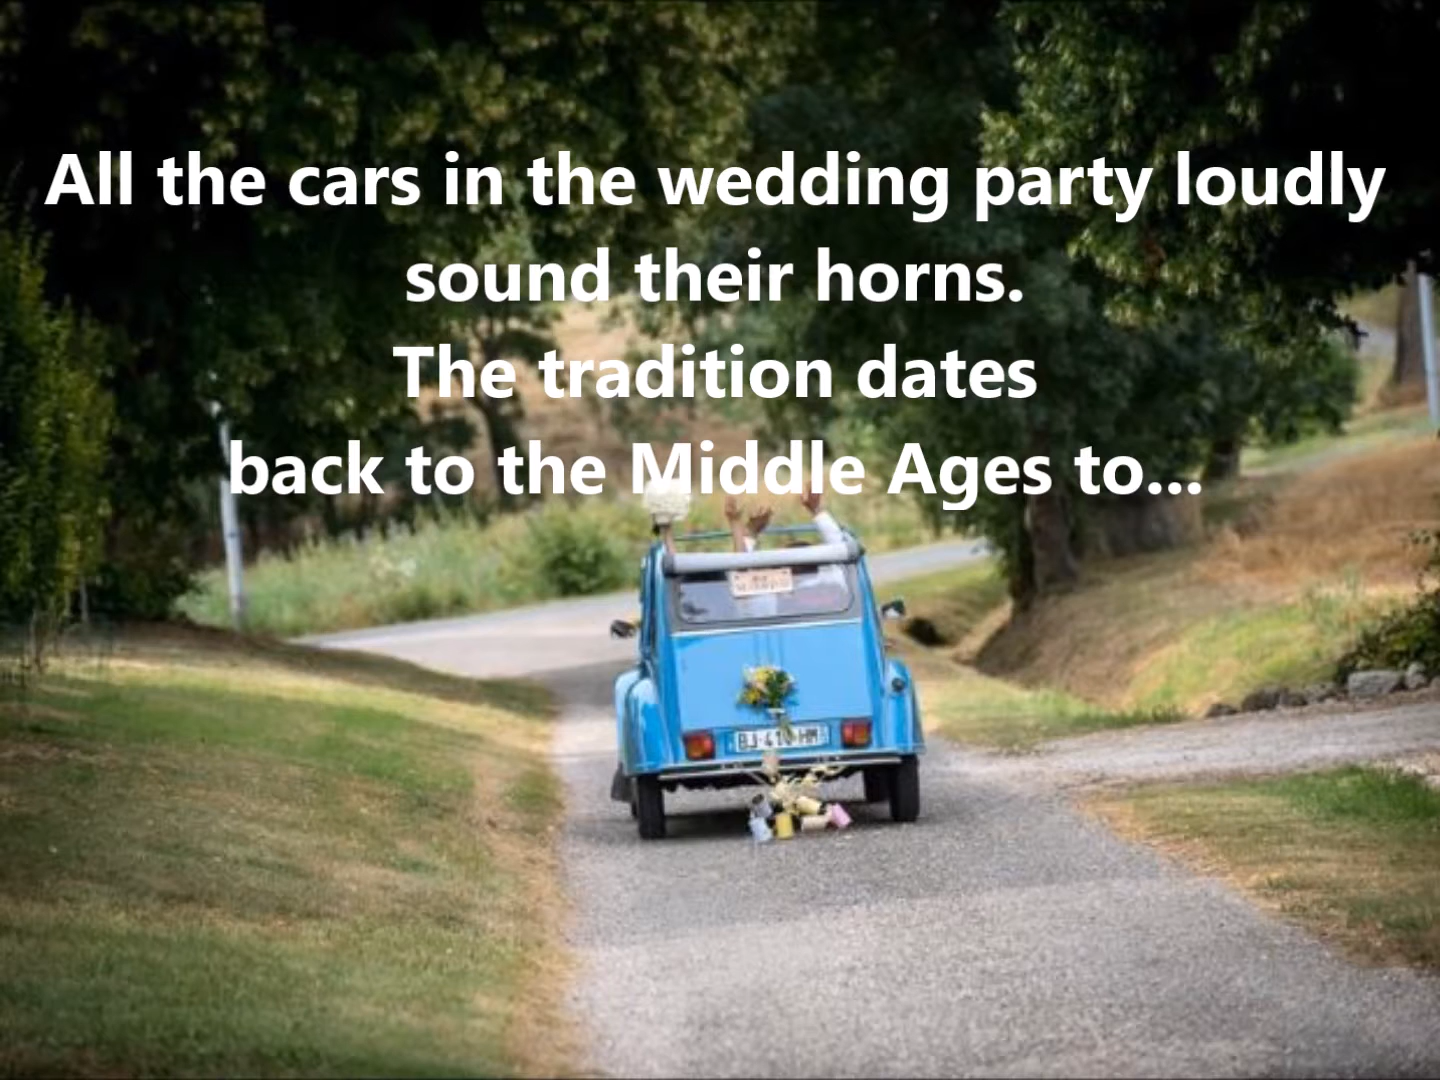 All the cars in the wedding party loudly
sound their horns.
The tradition dates
back to the Middle Ages to...